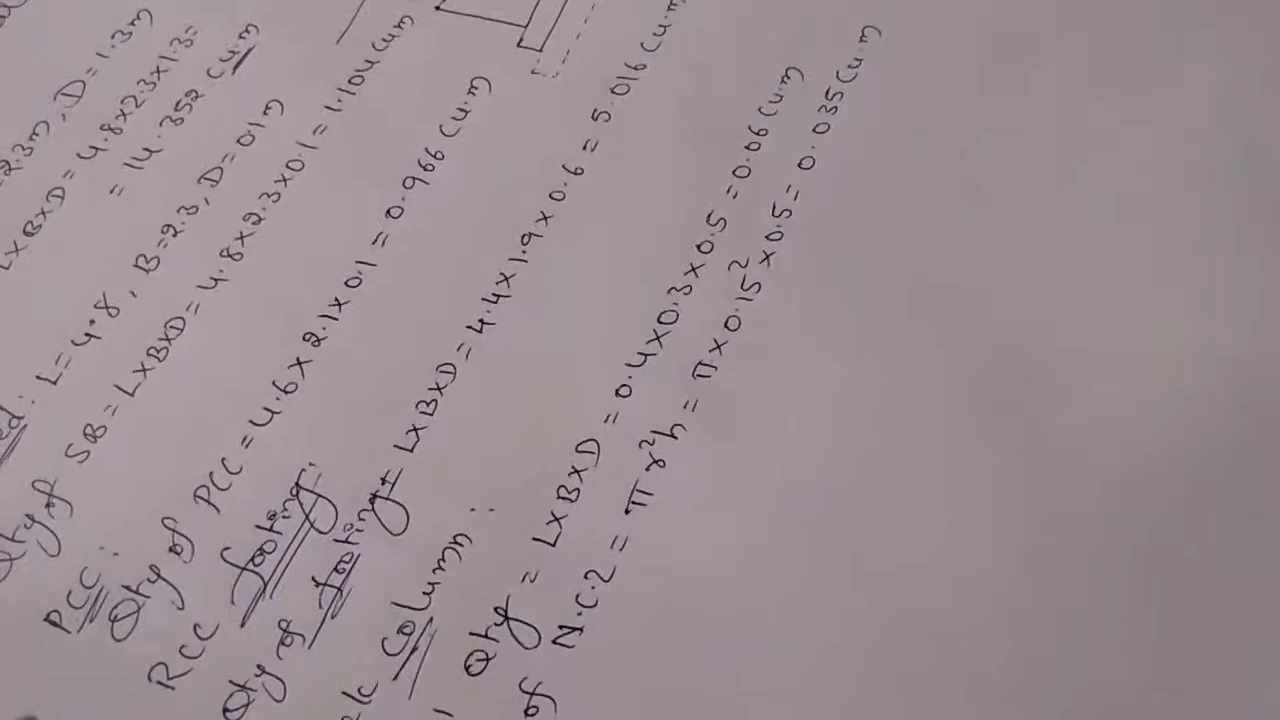 2.3m, D=1.3m
L×B×D= 4.8×2.3×1.3=
= 14.352 Cu.m
L=4.8, B=2.3, D=0.1m
Qty of SB = L×B×D= 4.8×2.3×0.1=1.104 Cu.m
PCC:
Qty of PCC = 4.6×2.1×0.1 = 0.966 Cu.m
RCC footing:
Qty of footing= L×B×D= 4.4×1.9×0.6= 5.016 Cu.m
Column:
Qty = L×B×D = 0.4×0.3×0.5=0.06 Cu.m
of N.C.2 = πr²h = π×0.15²×0.5= 0.035 Cu.m